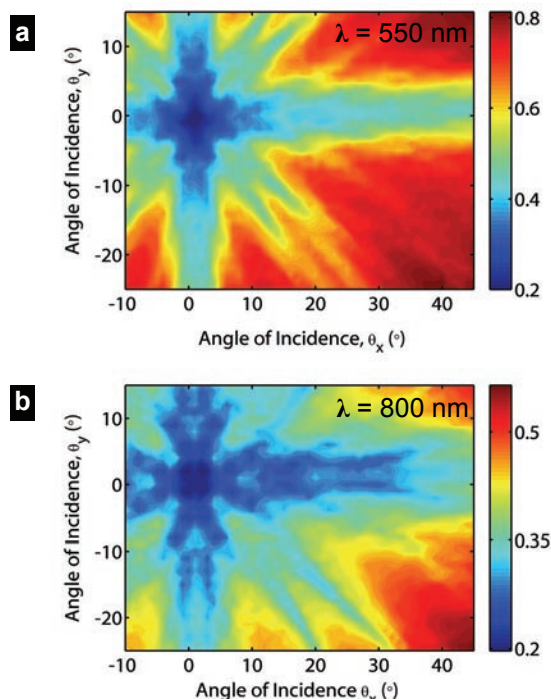 a
λ = 550 nm
Angle of Incidence, θy (°)
10
0
-10
-20
-10 0 10 20 30 40
Angle of Incidence, θx (°)
0.8
0.6
0.4
0.2
b
λ = 800 nm
Angle of Incidence, θy (°)
10
0
-10
-20
-10 0 10 20 30 40
Angle of Incidence θx (°)
0.5
0.35
0.2